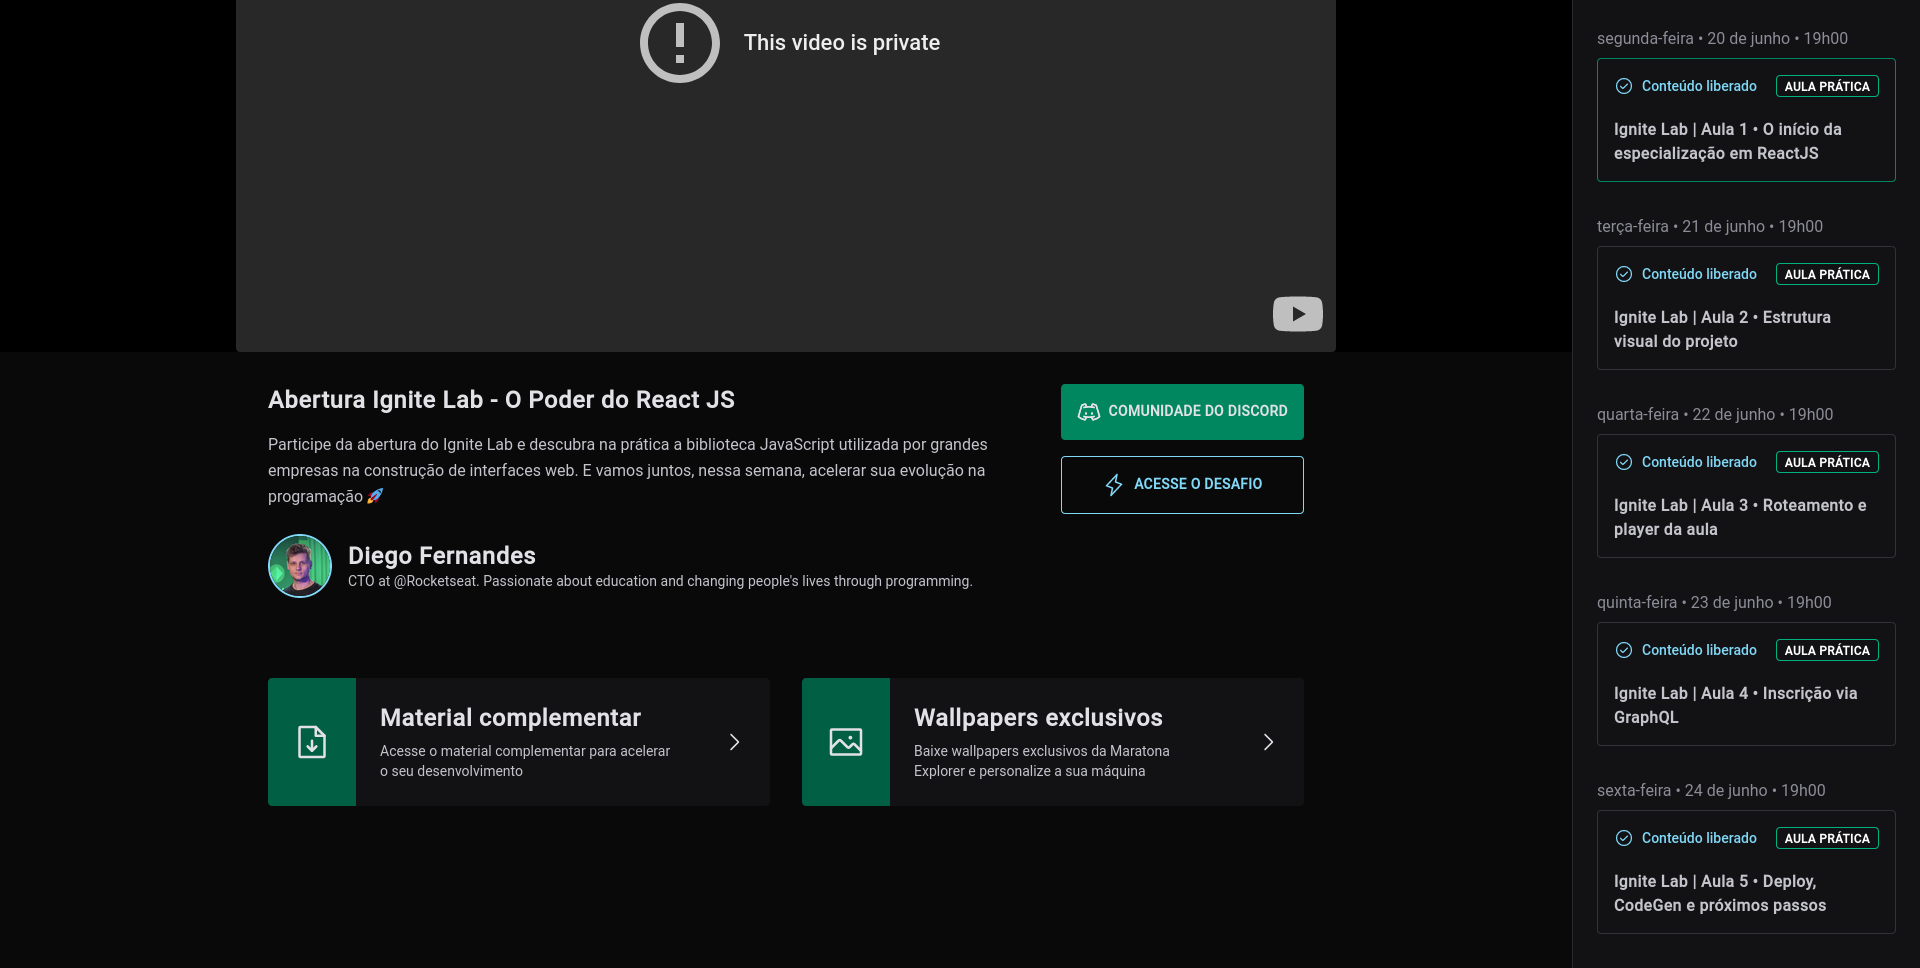 This video is private
Abertura Ignite Lab - O Poder do React JS
Participe da abertura do Ignite Lab e descubra na prática a biblioteca JavaScript utilizada por grandes
empresas na construção de interfaces web. E vamos juntos, nessa semana, acelerar sua evolução na
programação 🚀
COMUNIDADE DO DISCORD
ACESSE O DESAFIO
Diego Fernandes
CTO at @Rocketseat. Passionate about education and changing people's lives through programming.
Material complementar
Acesse o material complementar para acelerar
o seu desenvolvimento
Wallpapers exclusivos
Baixe wallpapers exclusivos da Maratona
Explorer e personalize a sua máquina
segunda-feira • 20 de junho • 19h00
Conteúdo liberado AULA PRÁTICA
Ignite Lab | Aula 1 • O início da
especialização em ReactJS
terça-feira • 21 de junho • 19h00
Conteúdo liberado AULA PRÁTICA
Ignite Lab | Aula 2 • Estrutura
visual do projeto
quarta-feira • 22 de junho • 19h00
Conteúdo liberado AULA PRÁTICA
Ignite Lab | Aula 3 • Roteamento e
player da aula
quinta-feira • 23 de junho • 19h00
Conteúdo liberado AULA PRÁTICA
Ignite Lab | Aula 4 • Inscrição via
GraphQL
sexta-feira • 24 de junho • 19h00
Conteúdo liberado AULA PRÁTICA
Ignite Lab | Aula 5 • Deploy,
CodeGen e próximos passos